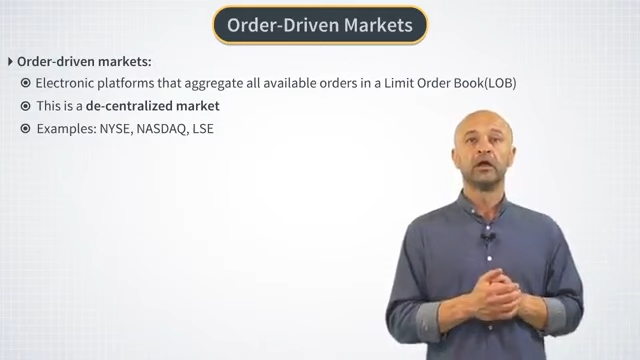 Order-Driven Markets
Order-driven markets:
Electronic platforms that aggregate all available orders in a Limit Order Book(LOB)
This is a de-centralized market
Examples: NYSE, NASDAQ, LSE